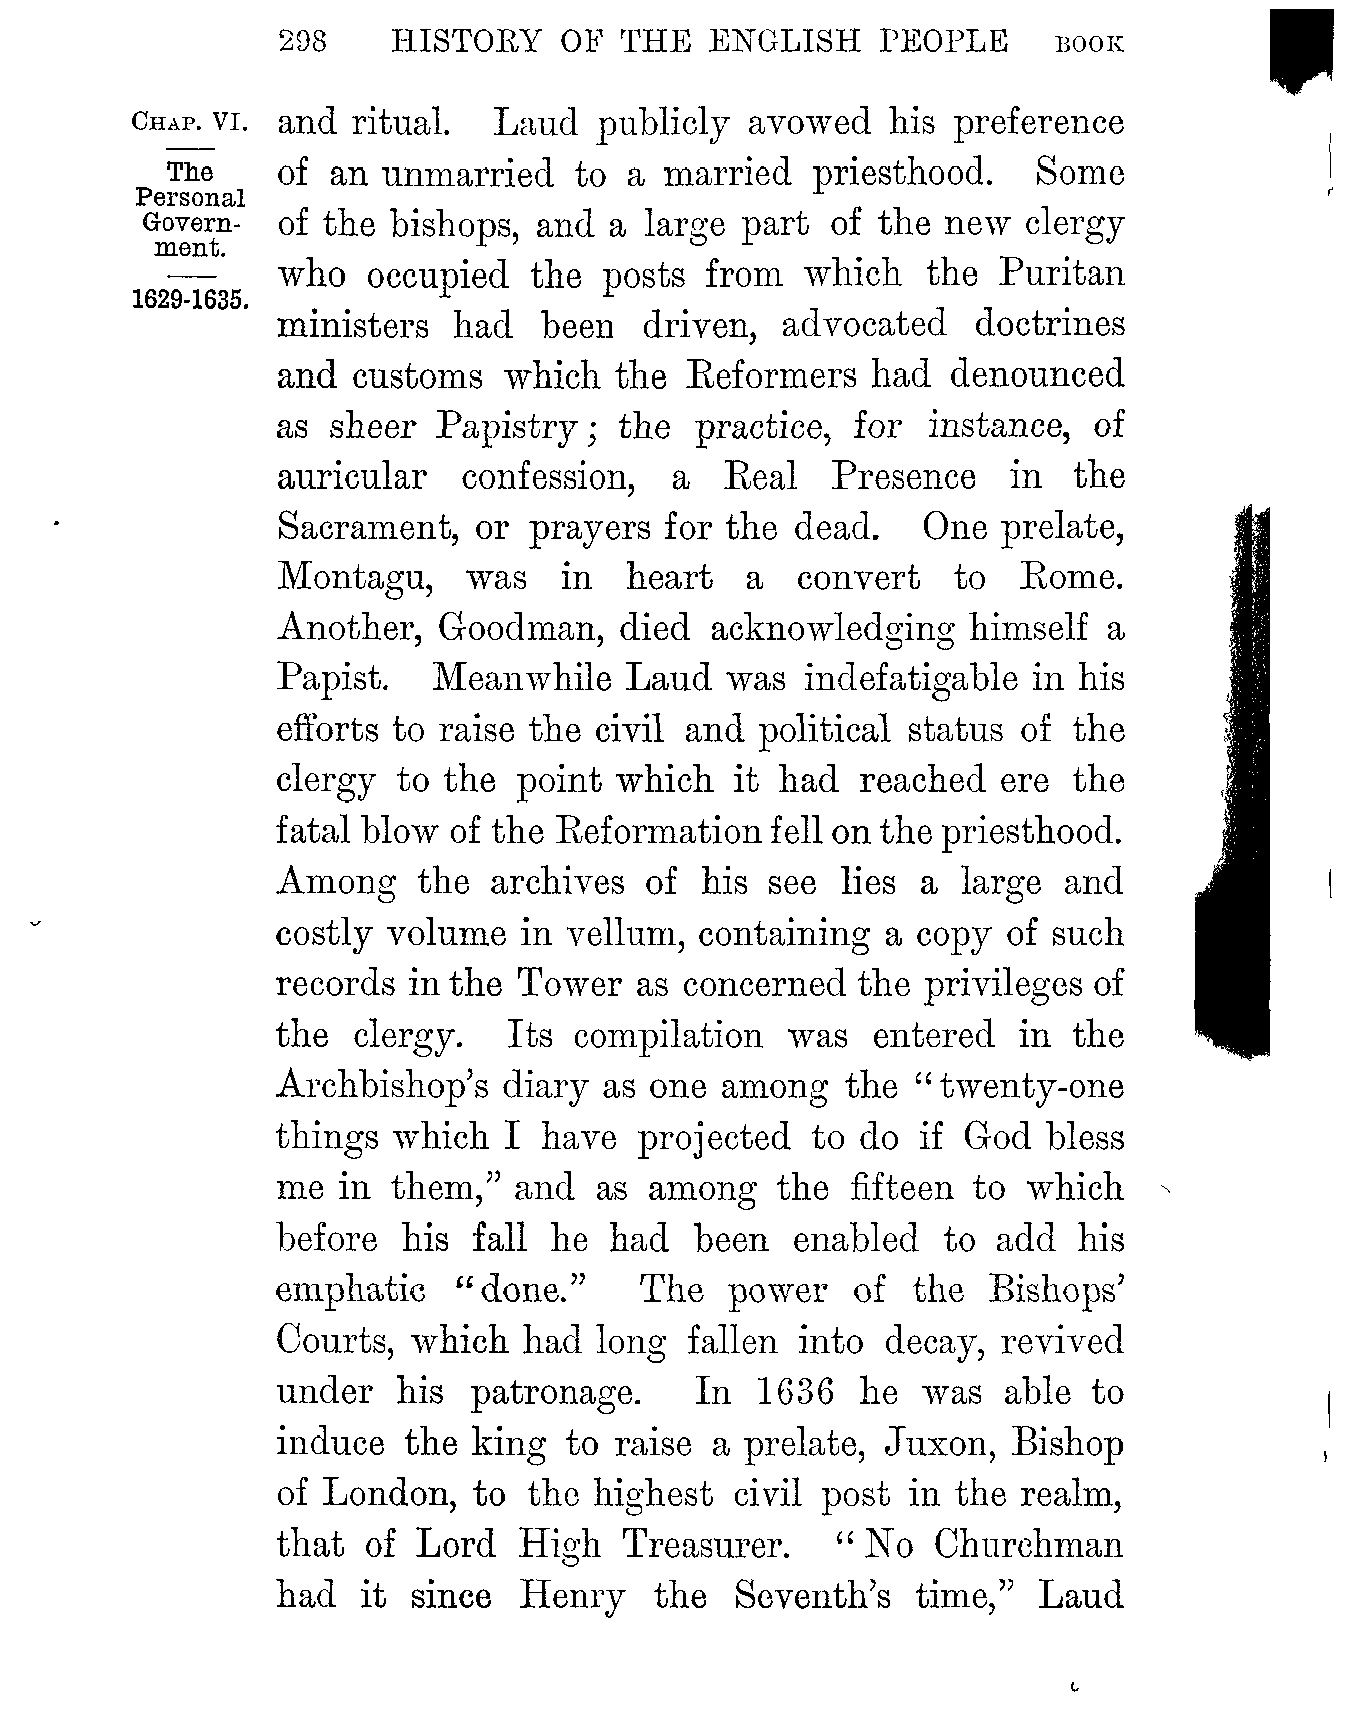 298 HISTORY OF THE ENGLISH PEOPLE BOOK
CHAP. VI.
The
Personal
Govern-
ment.
1629-1635.
and ritual. Laud publicly avowed his preference
of an unmarried to a married priesthood. Some
of the bishops, and a large part of the new clergy
who occupied the posts from which the Puritan
ministers had been driven, advocated doctrines
and customs which the Reformers had denounced
as sheer Papistry; the practice, for instance, of
auricular confession, a Real Presence in the
Sacrament, or prayers for the dead. One prelate,
Montagu, was in heart a convert to Rome.
Another, Goodman, died acknowledging himself a
Papist. Meanwhile Laud was indefatigable in his
efforts to raise the civil and political status of the
clergy to the point which it had reached ere the
fatal blow of the Reformation fell on the priesthood.
Among the archives of his see lies a large and
costly volume in vellum, containing a copy of such
records in the Tower as concerned the privileges of
the clergy. Its compilation was entered in the
Archbishop's diary as one among the "twenty-one
things which I have projected to do if God bless
me in them," and as among the fifteen to which
before his fall he had been enabled to add his
emphatic "done." The power of the Bishops'
Courts, which had long fallen into decay, revived
under his patronage. In 1636 he was able to
induce the king to raise a prelate, Juxon, Bishop
of London, to the highest civil post in the realm,
that of Lord High Treasurer. "No Churchman
had it since Henry the Seventh's time," Laud